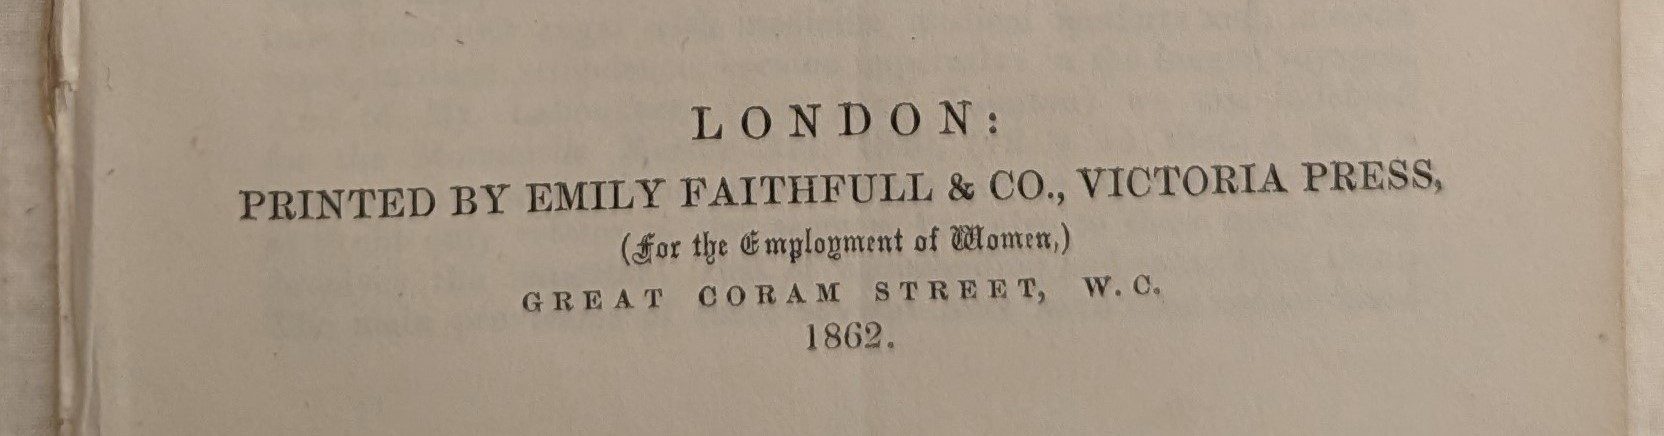 LONDON:
PRINTED BY EMILY FAITHFULL & CO., VICTORIA PRESS,
(For the Employment of Women,)
GREAT CORAM STREET, W.C.
1862.